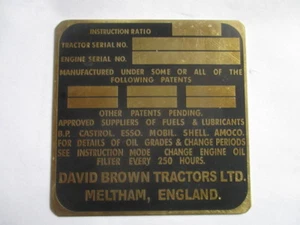 INSTRUCTION RATIO
TRACTOR SERIAL NO.
ENGINE SERIAL NO.
MANUFACTURED UNDER SOME OR ALL OF THE
FOLLOWING PATENTS
OTHER PATENTS PENDING.
APPROVED SUPPLIERS OF FUELS & LUBRICANTS
B.P. CASTROL. ESSO. MOBIL. SHELL. AMOCO.
FOR DETAILS OF OIL GRADES & CHANGE PERIODS
SEE INSTRUCTION MODE CHANGE ENGINE OIL
FILTER EVERY 250 HOURS.
DAVID BROWN TRACTORS LTD.
MELTHAM, ENGLAND.